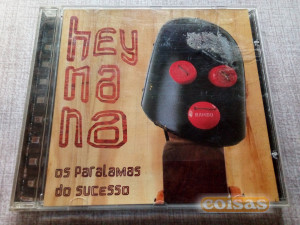 hey
na
na
os paralamas
do sucesso
coisas